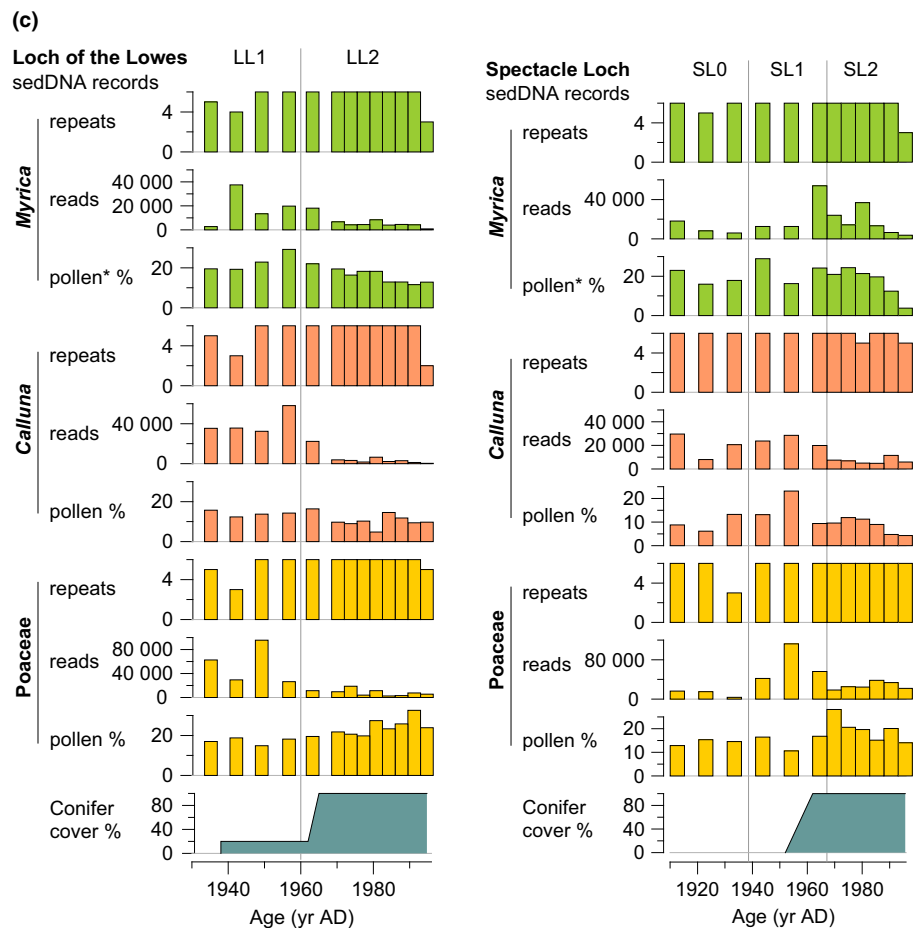 (c)
Loch of the Lowes
sedDNA records
LL1
LL2
Myrica
repeats
4
0
reads
40 000
20 000
0
pollen* %
20
0
Calluna
repeats
4
0
reads
40 000
0
pollen %
20
0
Poaceae
repeats
4
0
reads
80 000
40 000
0
pollen %
20
0
Conifer
cover %
80
40
0
1940
1960
1980
Age (yr AD)
Spectacle Loch
sedDNA records
SL0
SL1
SL2
Myrica
repeats
4
0
reads
40 000
0
pollen* %
20
0
Calluna
repeats
4
0
reads
40 000
20 000
0
pollen %
20
10
0
Poaceae
repeats
4
0
reads
80 000
0
pollen %
20
10
0
Conifer
cover %
80
40
0
1920
1940
1960
1980
Age (yr AD)